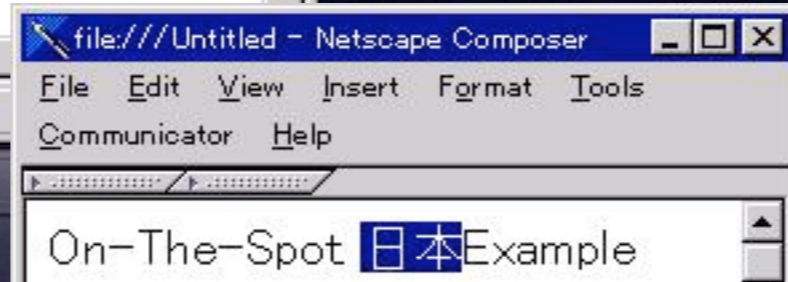 file:///Untitled - Netscape Composer
File Edit View Insert Format Tools
Communicator Help
On-The-Spot 日本Example